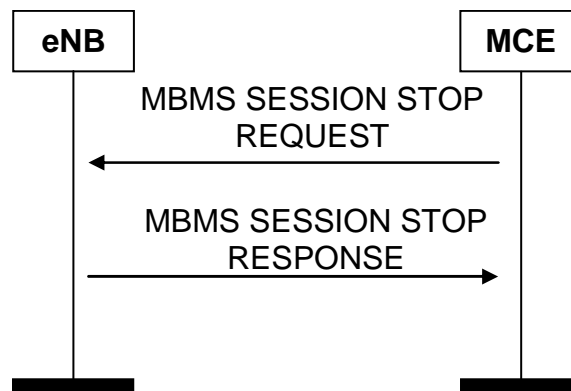 eNB
MCE
MBMS SESSION STOP
REQUEST
MBMS SESSION STOP
RESPONSE